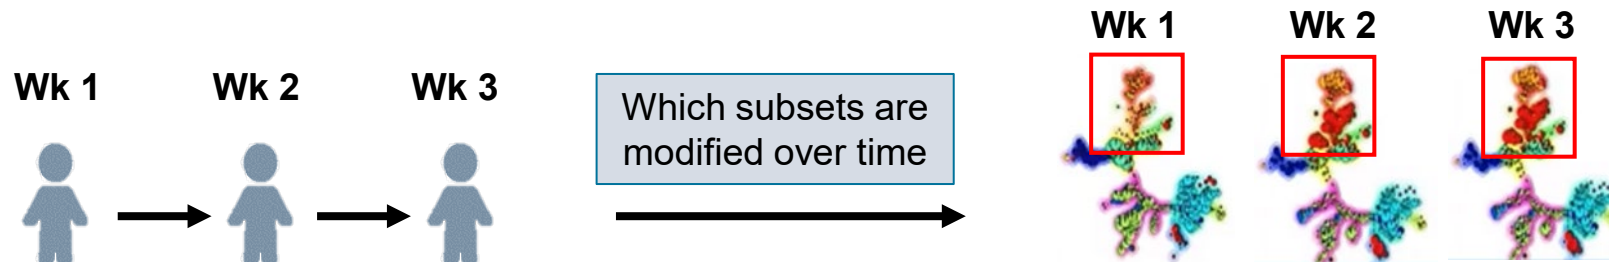 Wk 1
Wk 2
Wk 3
Which subsets are
modified over time
Wk 1
Wk 2
Wk 3